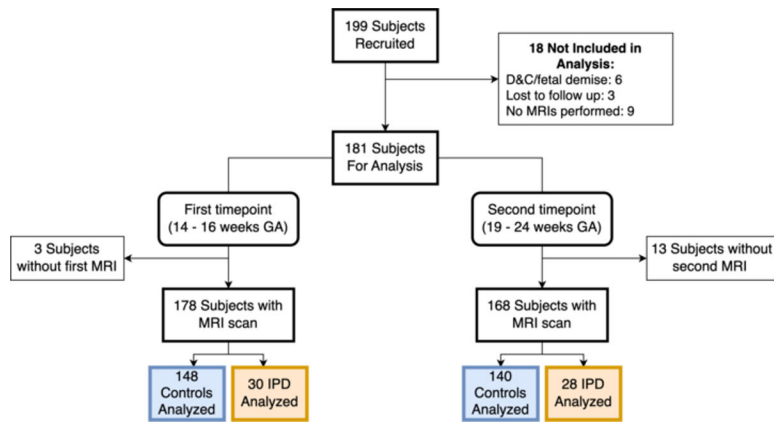 199 Subjects
Recruited
18 Not Included in
Analysis:
D&C/fetal demise: 6
Lost to follow up: 3
No MRIs performed: 9
181 Subjects
For Analysis
First timepoint
(14 - 16 weeks GA)
Second timepoint
(19 - 24 weeks GA)
3 Subjects
without first MRI
13 Subjects without
second MRI
178 Subjects with
MRI scan
168 Subjects with
MRI scan
148
Controls
Analyzed
30 IPD
Analyzed
140
Controls
Analyzed
28 IPD
Analyzed